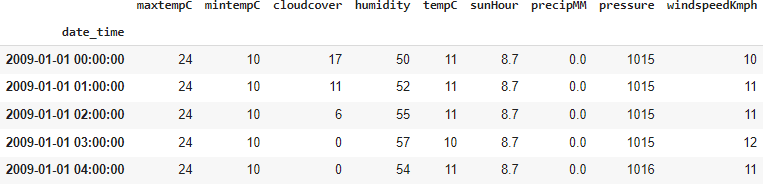 maxtempC mintempC cloudcover humidity tempC sunHour precipMM pressure windspeedKmph
date_time
2009-01-01 00:00:00 24 10 17 50 11 8.7 0.0 1015 10
2009-01-01 01:00:00 24 10 11 52 11 8.7 0.0 1015 11
2009-01-01 02:00:00 24 10 6 55 11 8.7 0.0 1015 11
2009-01-01 03:00:00 24 10 0 57 10 8.7 0.0 1015 12
2009-01-01 04:00:00 24 10 0 54 11 8.7 0.0 1016 11